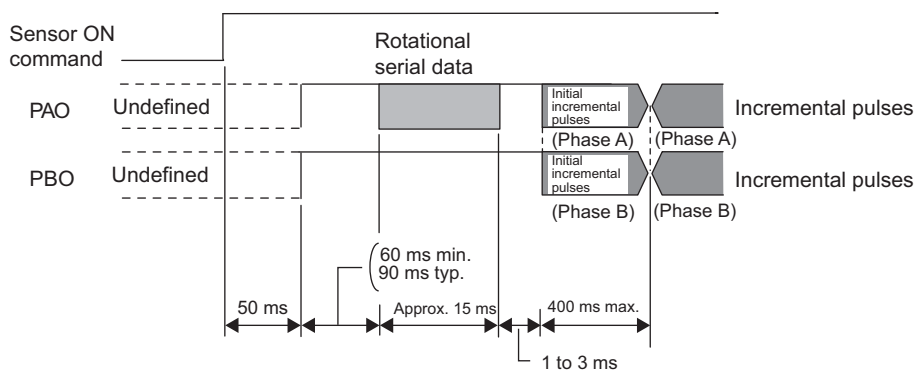 Sensor ON
command
Rotational
serial data
PAO
Undefined
Initial
incremental
pulses
(Phase A)
(Phase A)
Incremental pulses
PBO
Undefined
Initial
incremental
pulses
(Phase B)
(Phase B)
Incremental pulses
60 ms min.
90 ms typ.
50 ms
Approx. 15 ms
400 ms max.
1 to 3 ms